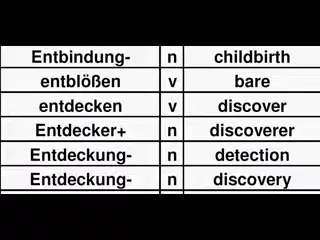 Entbindung- n childbirth
entblößen v bare
entdecken v discover
Entdecker+ n discoverer
Entdeckung- n detection
Entdeckung- n discovery